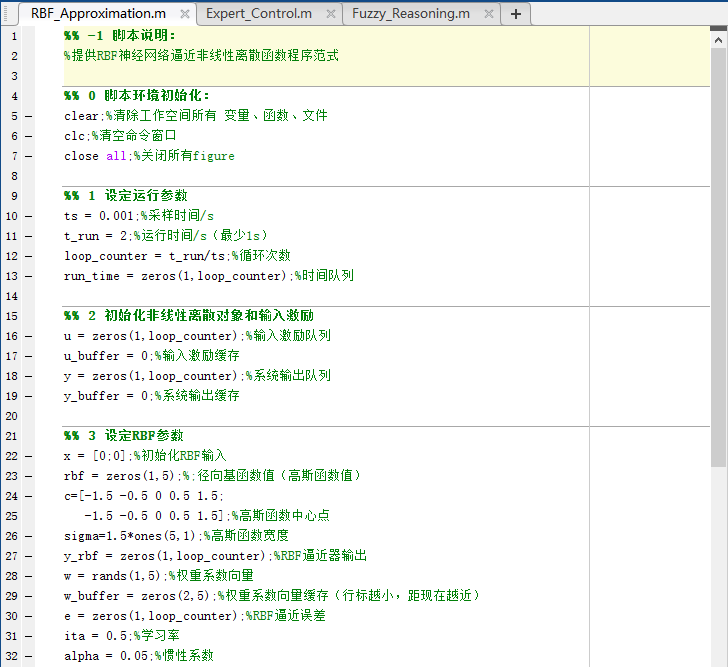 RBF_Approximation.m × Expert_Control.m × Fuzzy_Reasoning.m × +
1 %% -1 脚本说明:
2 %提供RBF神经网络逼近非线性离散函数程序范式
3
4 %% 0 脚本环境初始化:
5 – clear;%清除工作空间所有 变量、函数、文件
6 – clc;%清空命令窗口
7 – close all;%关闭所有figure
8
9 %% 1 设定运行参数
10 – ts = 0.001;%采样时间/s
11 – t_run = 2;%运行时间/s（最少1s）
12 – loop_counter = t_run/ts;%循环次数
13 – run_time = zeros(1,loop_counter);%时间队列
14
15 %% 2 初始化非线性离散对象和输入激励
16 – u = zeros(1,loop_counter);%输入激励队列
17 – u_buffer = 0;%输入激励缓存
18 – y = zeros(1,loop_counter);%系统输出队列
19 – y_buffer = 0;%系统输出缓存
20
21 %% 3 设定RBF参数
22 – x = [0;0];%初始化RBF输入
23 – rbf = zeros(1,5);%;径向基函数值（高斯函数值）
24 – c=[-1.5 -0.5 0 0.5 1.5;
25 -1.5 -0.5 0 0.5 1.5];%高斯函数中心点
26 – sigma=1.5*ones(5,1);%高斯函数宽度
27 – y_rbf = zeros(1,loop_counter);%RBF逼近器输出
28 – w = rands(1,5);%权重系数向量
29 – w_buffer = zeros(2,5);%权重系数向量缓存（行标越小，距现在越近）
30 – e = zeros(1,loop_counter);%RBF逼近误差
31 – ita = 0.5;%学习率
32 – alpha = 0.05;%惯性系数